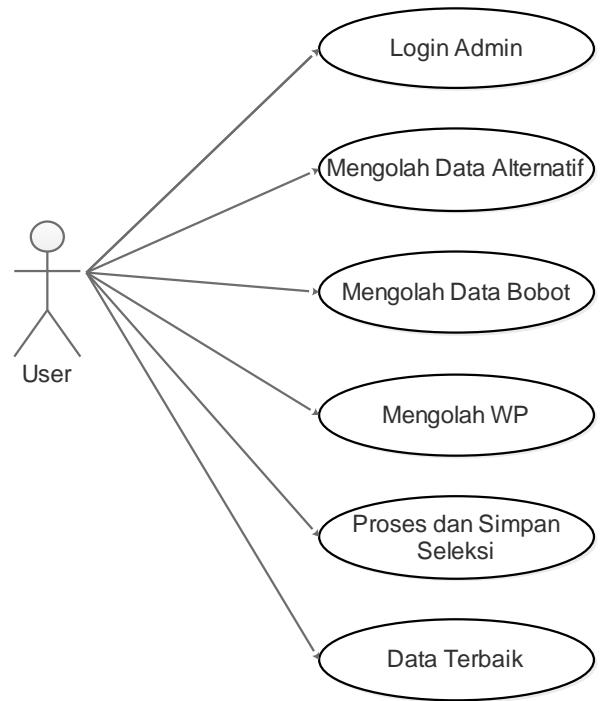 Login Admin
Mengolah Data Alternatif
Mengolah Data Bobot
User
Mengolah WP
Proses dan Simpan
Seleksi
Data Terbaik